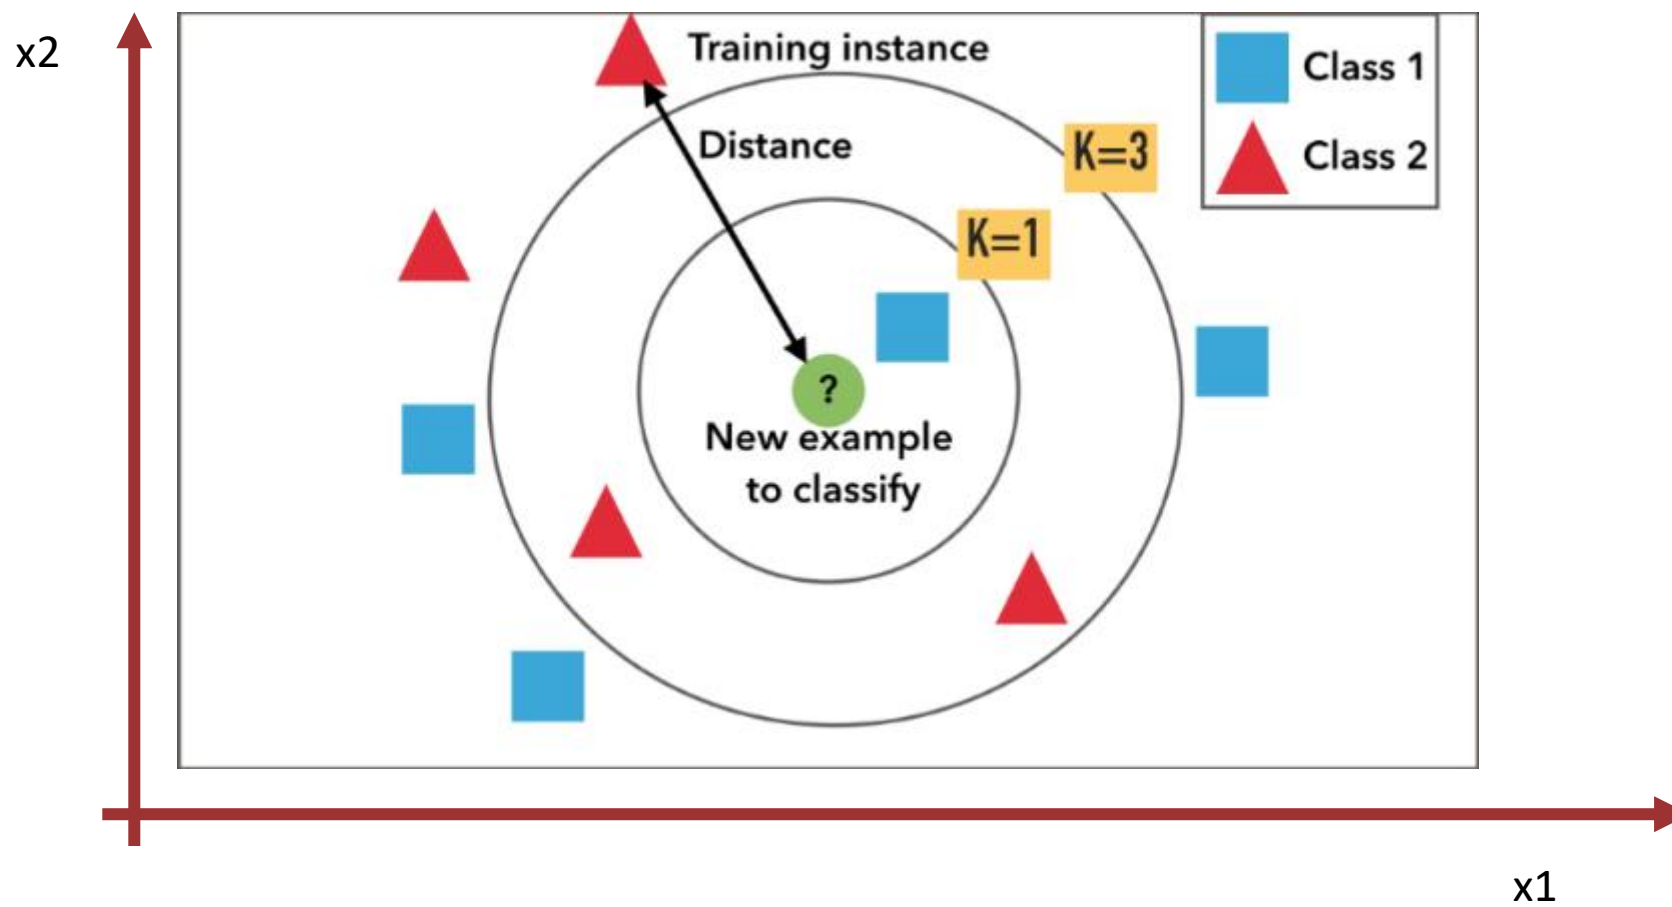 x2
Training instance
Class 1
Class 2
Distance
K=3
K=1
?
New example
to classify
x1